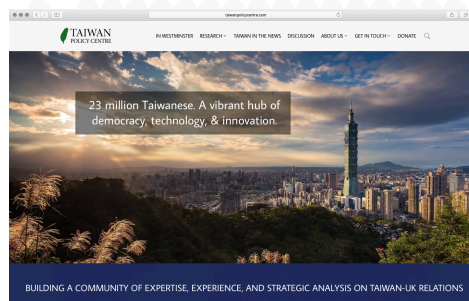 taiwanpolicycentre.com
TAIWAN
POLICY CENTRE
IN WESTMINSTER RESEARCH TAIWAN IN THE NEWS DISCUSSION ABOUT US GET IN TOUCH DONATE
23 million Taiwanese. A vibrant hub of
democracy, technology, & innovation.
BUILDING A COMMUNITY OF EXPERTISE, EXPERIENCE, AND STRATEGIC ANALYSIS ON TAIWAN-UK RELATIONS